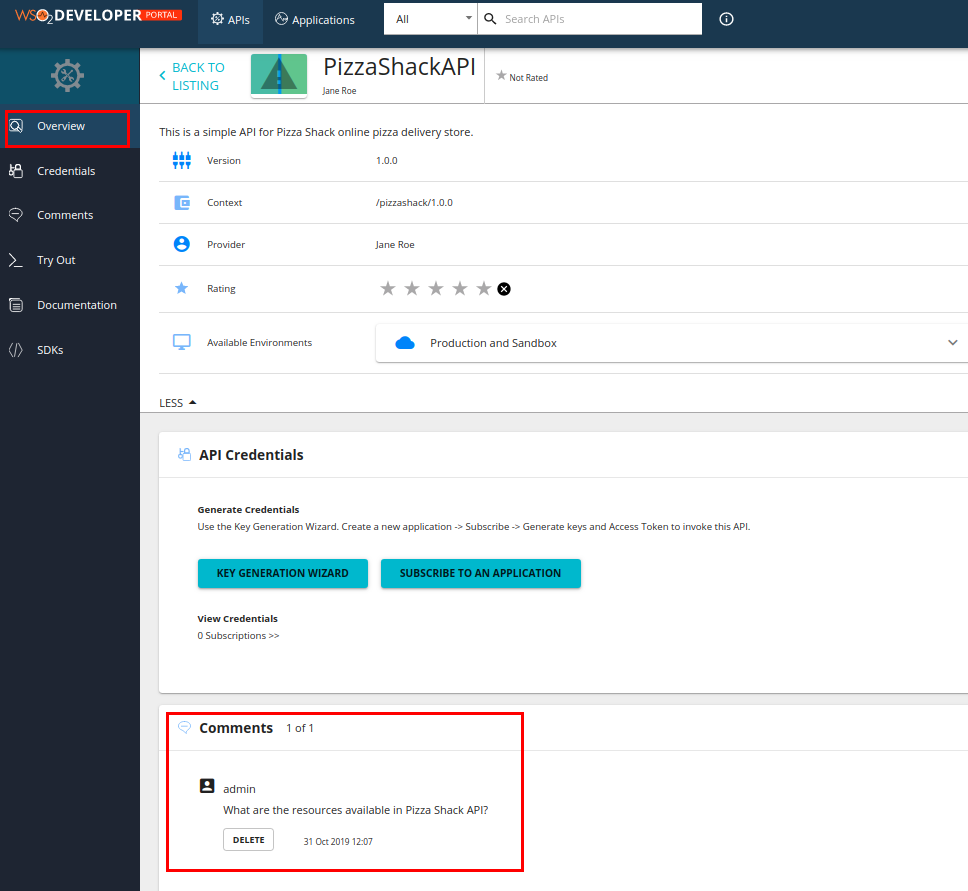 WSO2 DEVELOPER PORTAL
APIs
Applications
All
Search APIs
BACK TO LISTING
PizzaShackAPI
Jane Roe
Not Rated
Overview
Credentials
Comments
Try Out
Documentation
SDKs
This is a simple API for Pizza Shack online pizza delivery store.
Version 1.0.0
Context /pizzashack/1.0.0
Provider Jane Roe
Rating
Available Environments Production and Sandbox
LESS
API Credentials
Generate Credentials
Use the Key Generation Wizard. Create a new application -> Subscribe -> Generate keys and Access Token to invoke this API.
KEY GENERATION WIZARD SUBSCRIBE TO AN APPLICATION
View Credentials
0 Subscriptions >>
Comments 1 of 1
admin
What are the resources available in Pizza Shack API?
DELETE 31 Oct 2019 12:07